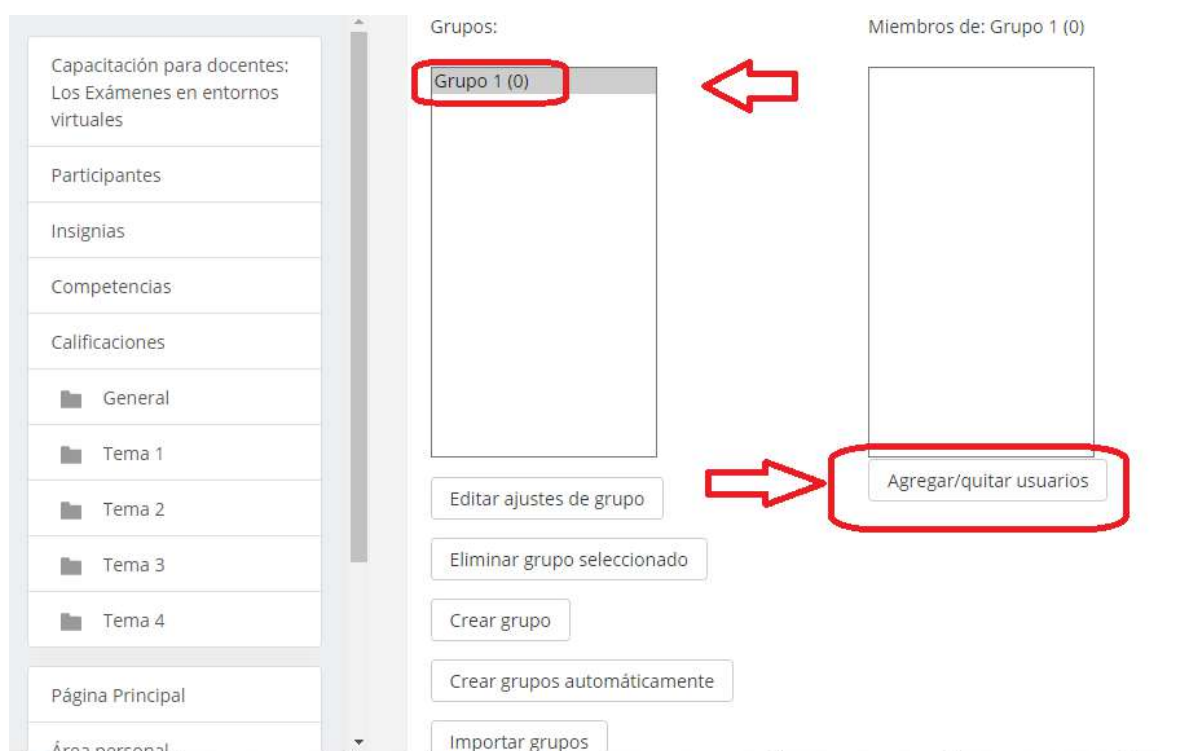 Capacitación para docentes:
Los Exámenes en entornos
virtuales
Participantes
Insignias
Competencias
Calificaciones
General
Tema 1
Tema 2
Tema 3
Tema 4
Página Principal
Área personal
Grupos:
Grupo 1 (0)
Editar ajustes de grupo
Eliminar grupo seleccionado
Crear grupo
Crear grupos automáticamente
Importar grupos
Miembros de: Grupo 1 (0)
Agregar/quitar usuarios